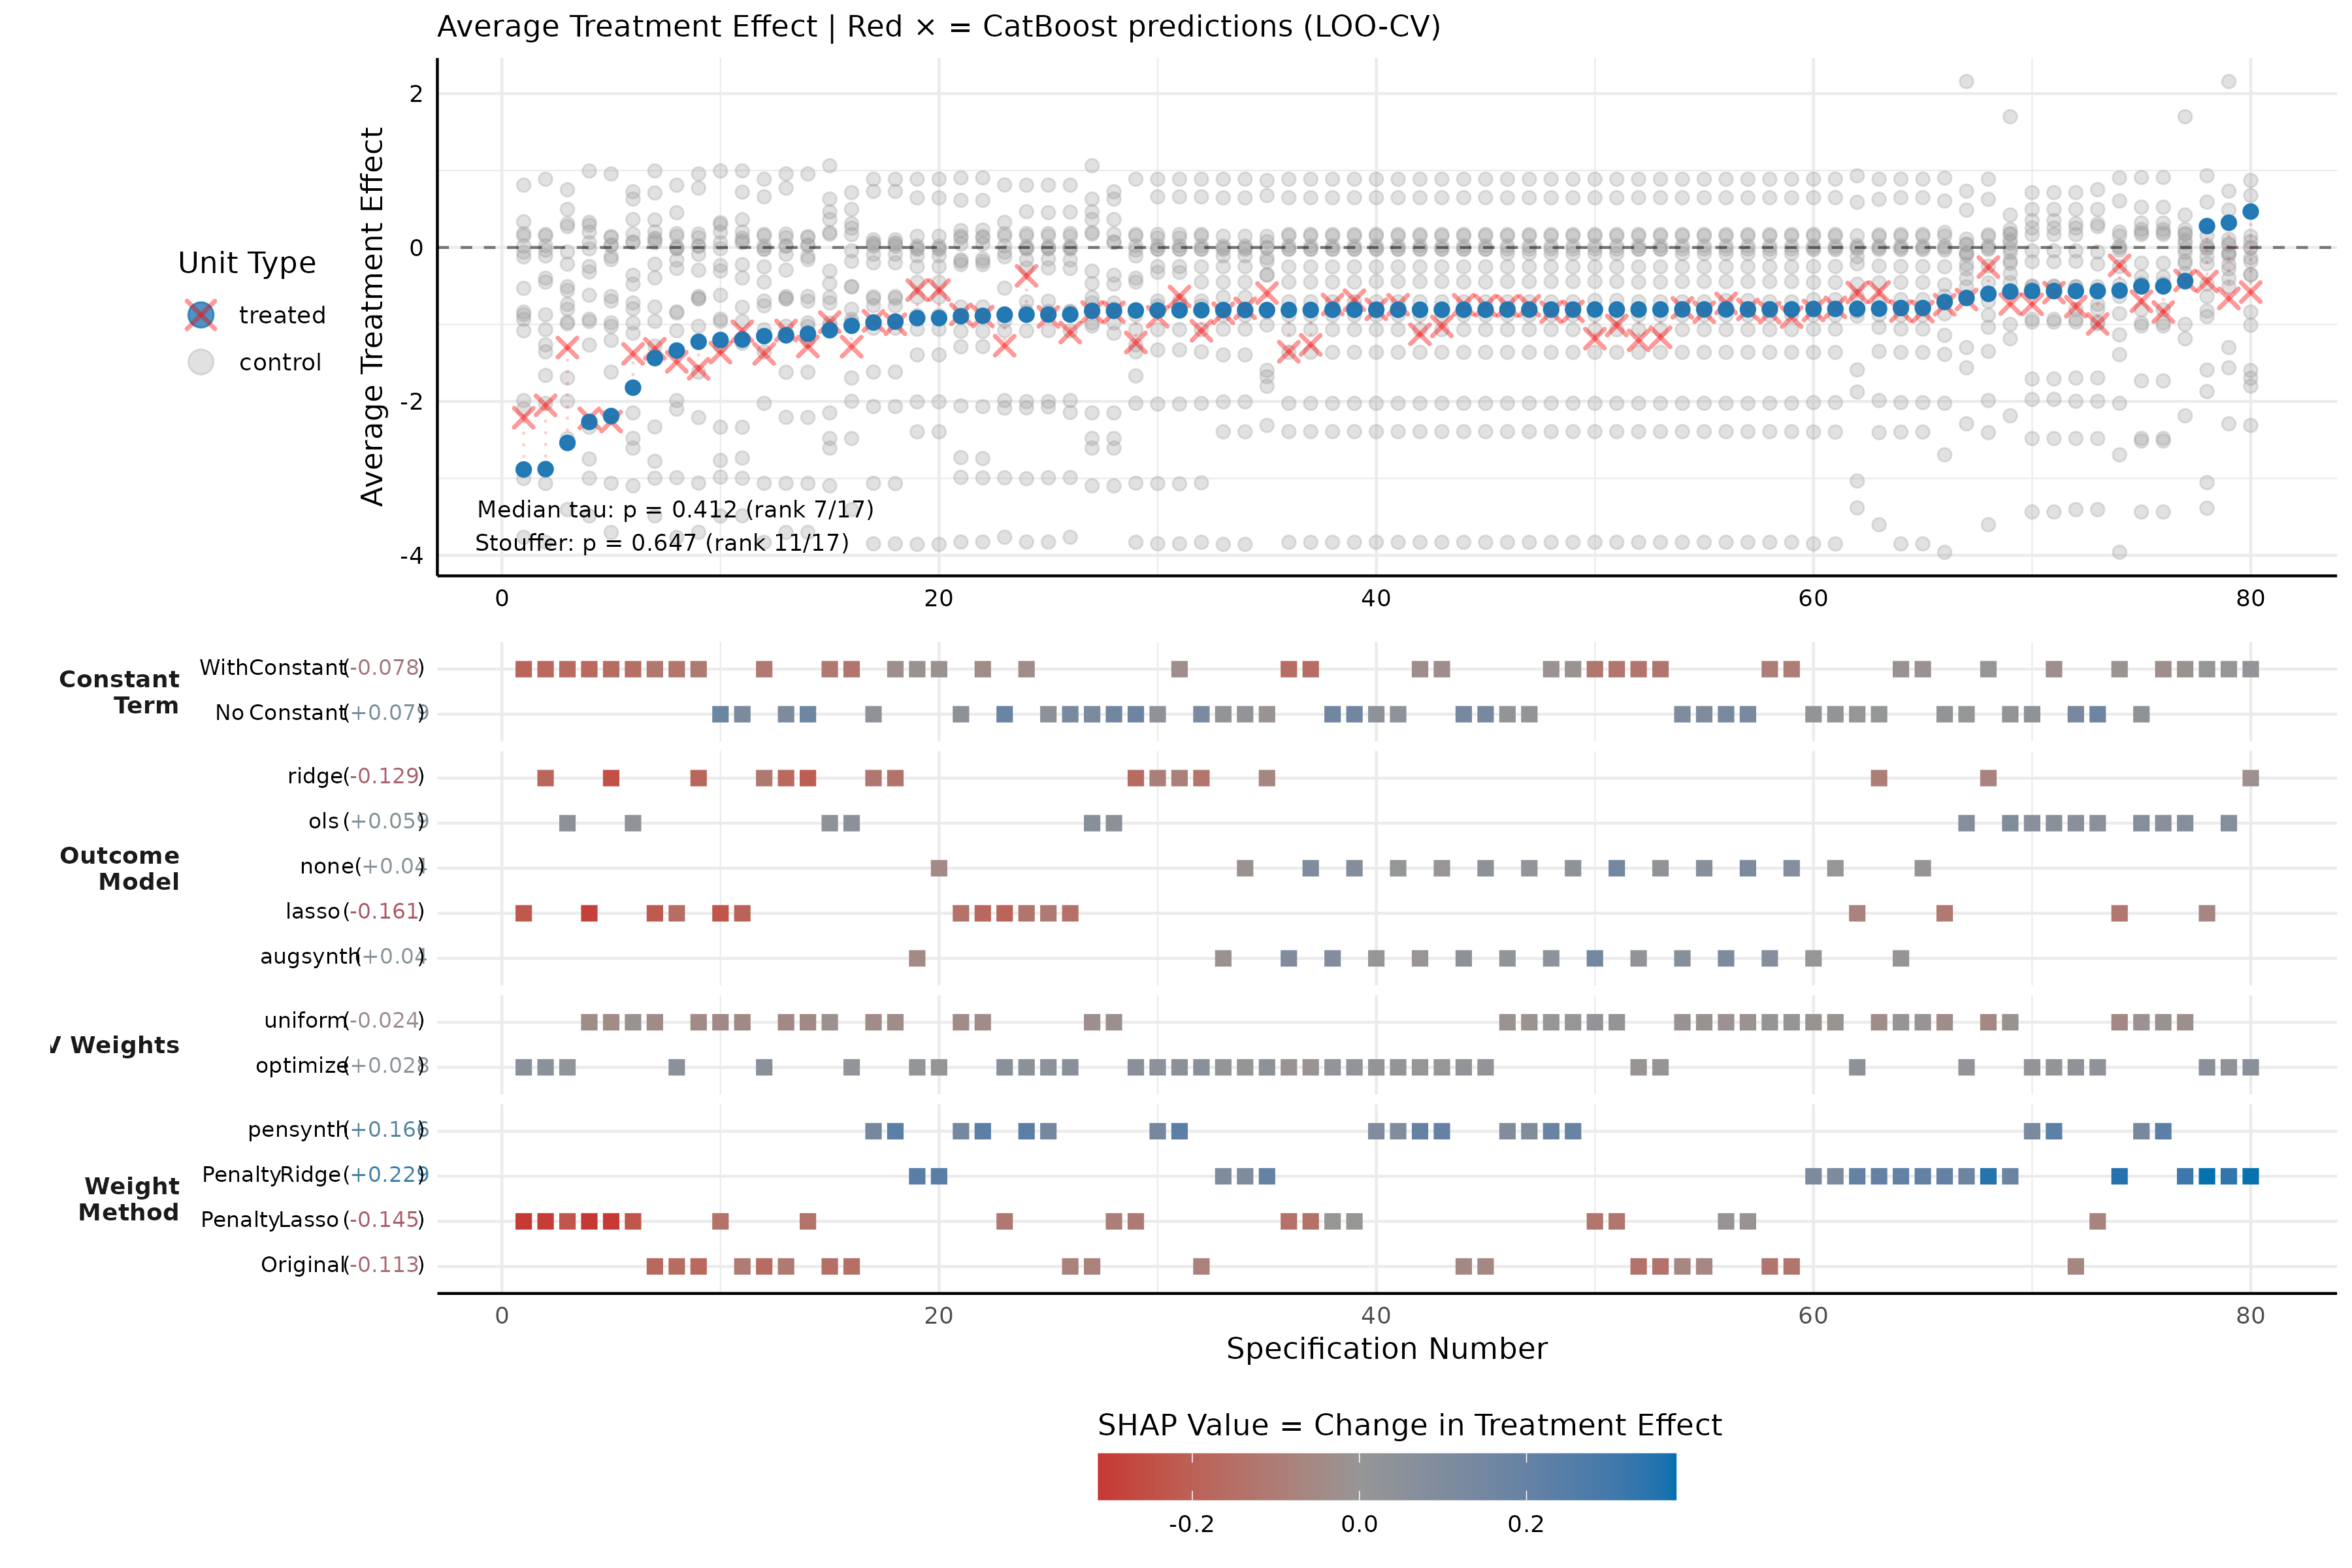 Average Treatment Effect | Red × = CatBoost predictions (LOO-CV)
Average Treatment Effect
2
0
-2
-4
Unit Type
treated
control
Median tau: p = 0.412 (rank 7/17)
Stouffer: p = 0.647 (rank 11/17)
0 20 40 60 80
Constant
Term
WithConstant(-0.078)
No Constant(+0.079)
Outcome
Model
ridge(-0.129)
ols(+0.059)
none(+0.04)
lasso(-0.161)
augsynth(+0.04)
V Weights
uniform(-0.024)
optimize(+0.028)
Weight
Method
pensynth(+0.166)
PenaltyRidge(+0.229)
PenaltyLasso(-0.145)
Original(-0.113)
0 20 40 60 80
Specification Number
SHAP Value = Change in Treatment Effect
-0.2 0.0 0.2